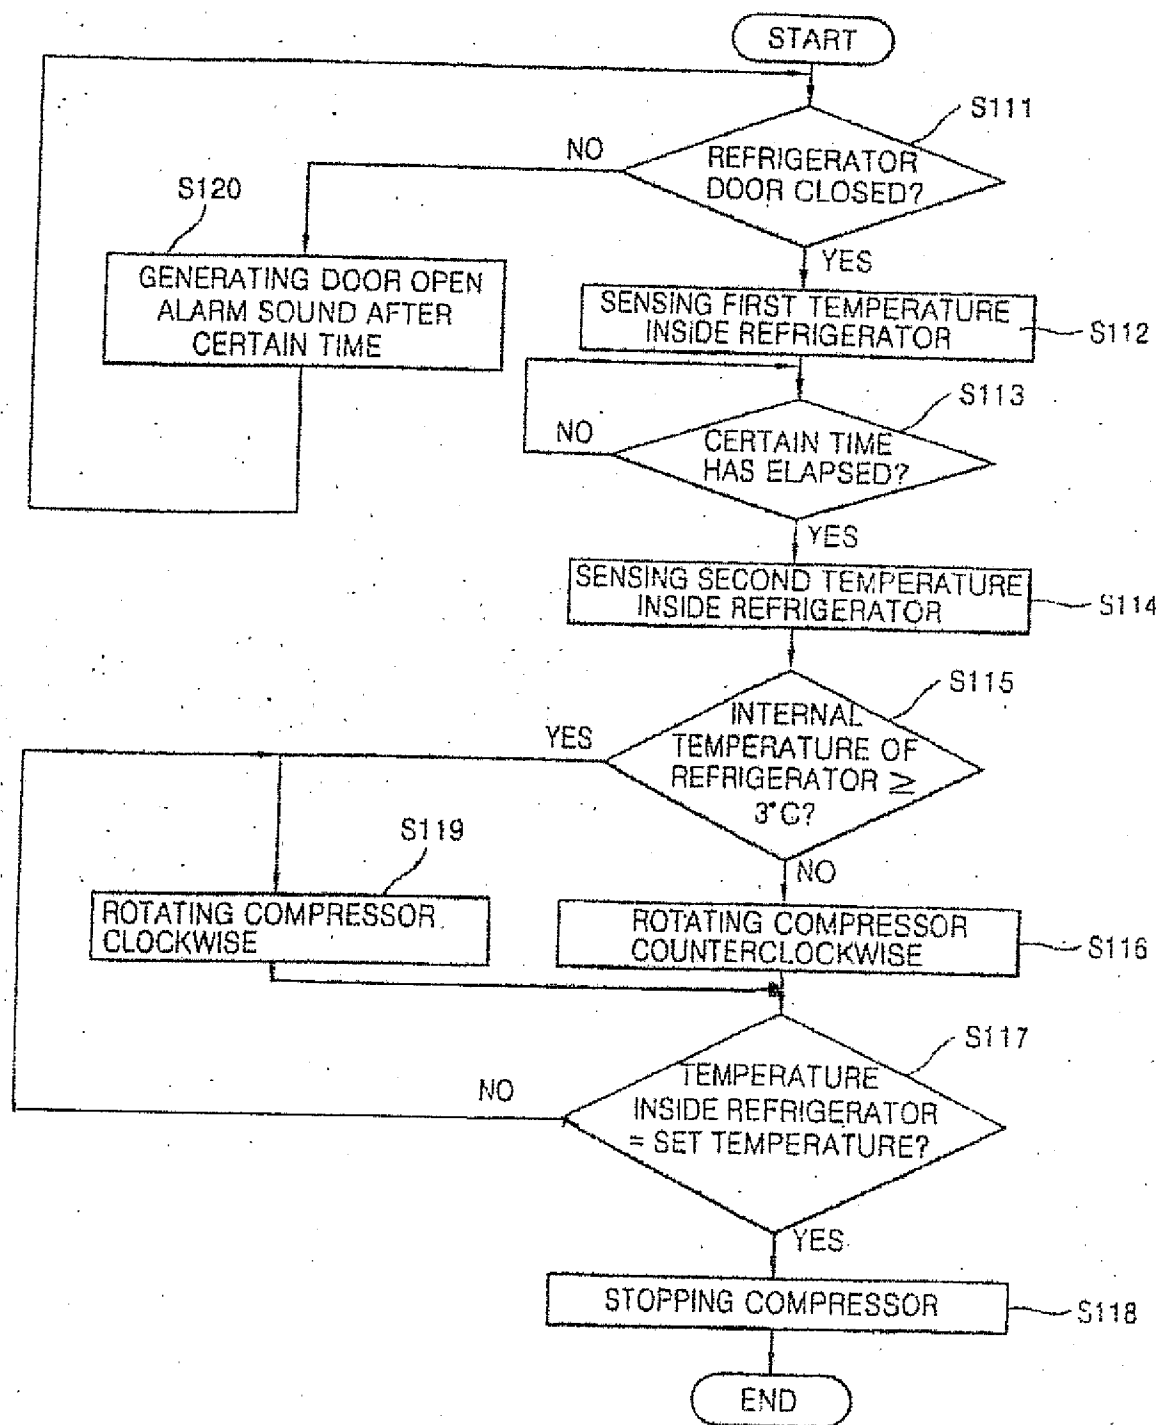 START
S111
REFRIGERATOR
DOOR CLOSED?
NO
YES
S120
GENERATING DOOR OPEN
ALARM SOUND AFTER
CERTAIN TIME
SENSING FIRST TEMPERATURE
INSIDE REFRIGERATOR
S112
S113
CERTAIN TIME
HAS ELAPSED?
NO
YES
SENSING SECOND TEMPERATURE
INSIDE REFRIGERATOR
S114
S115
INTERNAL
TEMPERATURE OF
REFRIGERATOR ≥
3°C?
YES
NO
S119
ROTATING COMPRESSOR
CLOCKWISE
ROTATING COMPRESSOR
COUNTERCLOCKWISE
S116
S117
TEMPERATURE
INSIDE REFRIGERATOR
= SET TEMPERATURE?
NO
YES
STOPPING COMPRESSOR
S118
END